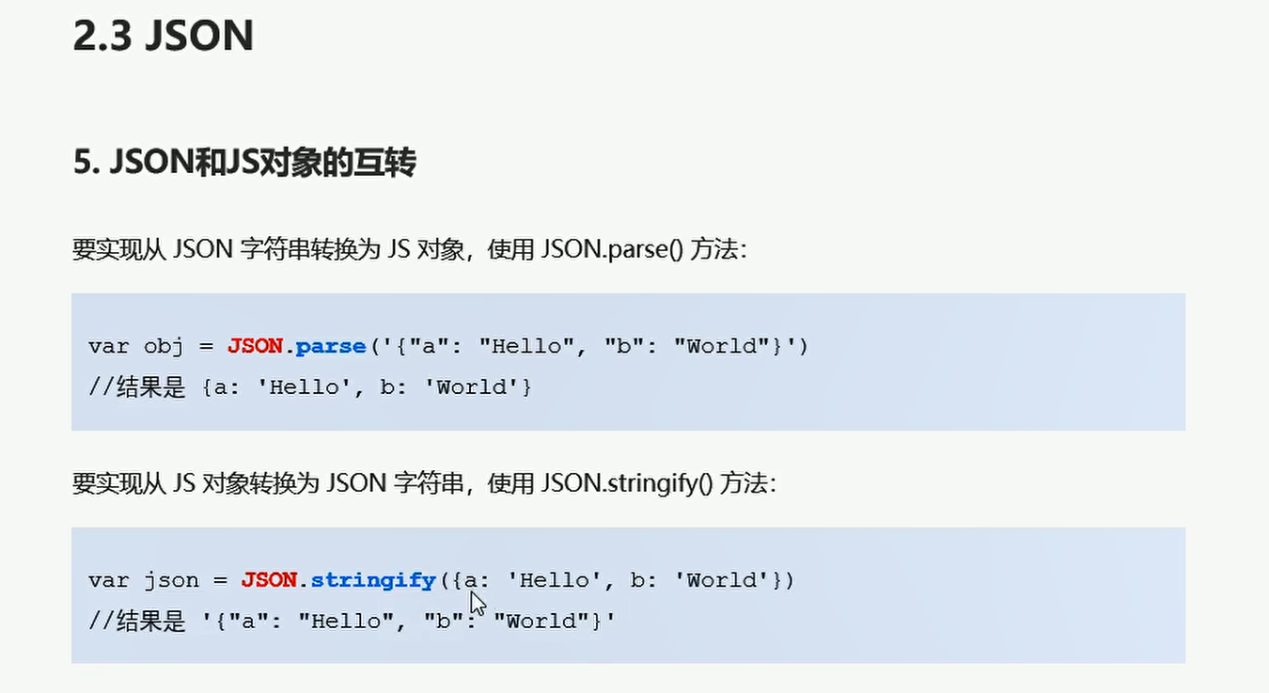 2.3 JSON
5. JSON和JS对象的互转
要实现从 JSON 字符串转换为 JS 对象，使用 JSON.parse() 方法：
var obj = JSON.parse('{"a": "Hello", "b": "World"}')
//结果是 {a: 'Hello', b: 'World'}
要实现从 JS 对象转换为 JSON 字符串，使用 JSON.stringify() 方法：
var json = JSON.stringify({a: 'Hello', b: 'World'})
//结果是 '{"a": "Hello", "b": "World"}'